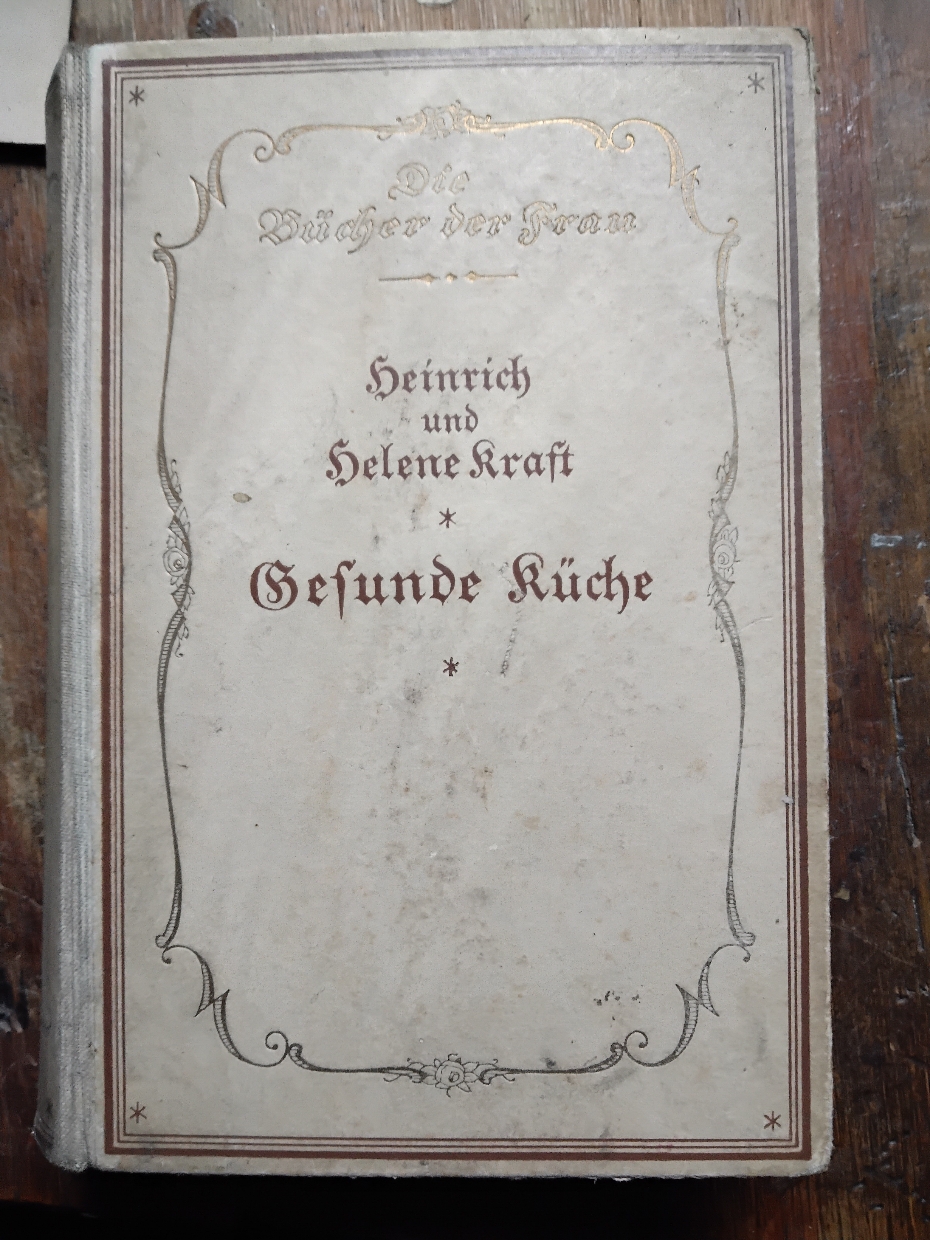 Die
Bücher der Frau
Heinrich
und
Helene Kraft
*
Geſunde Küche
*